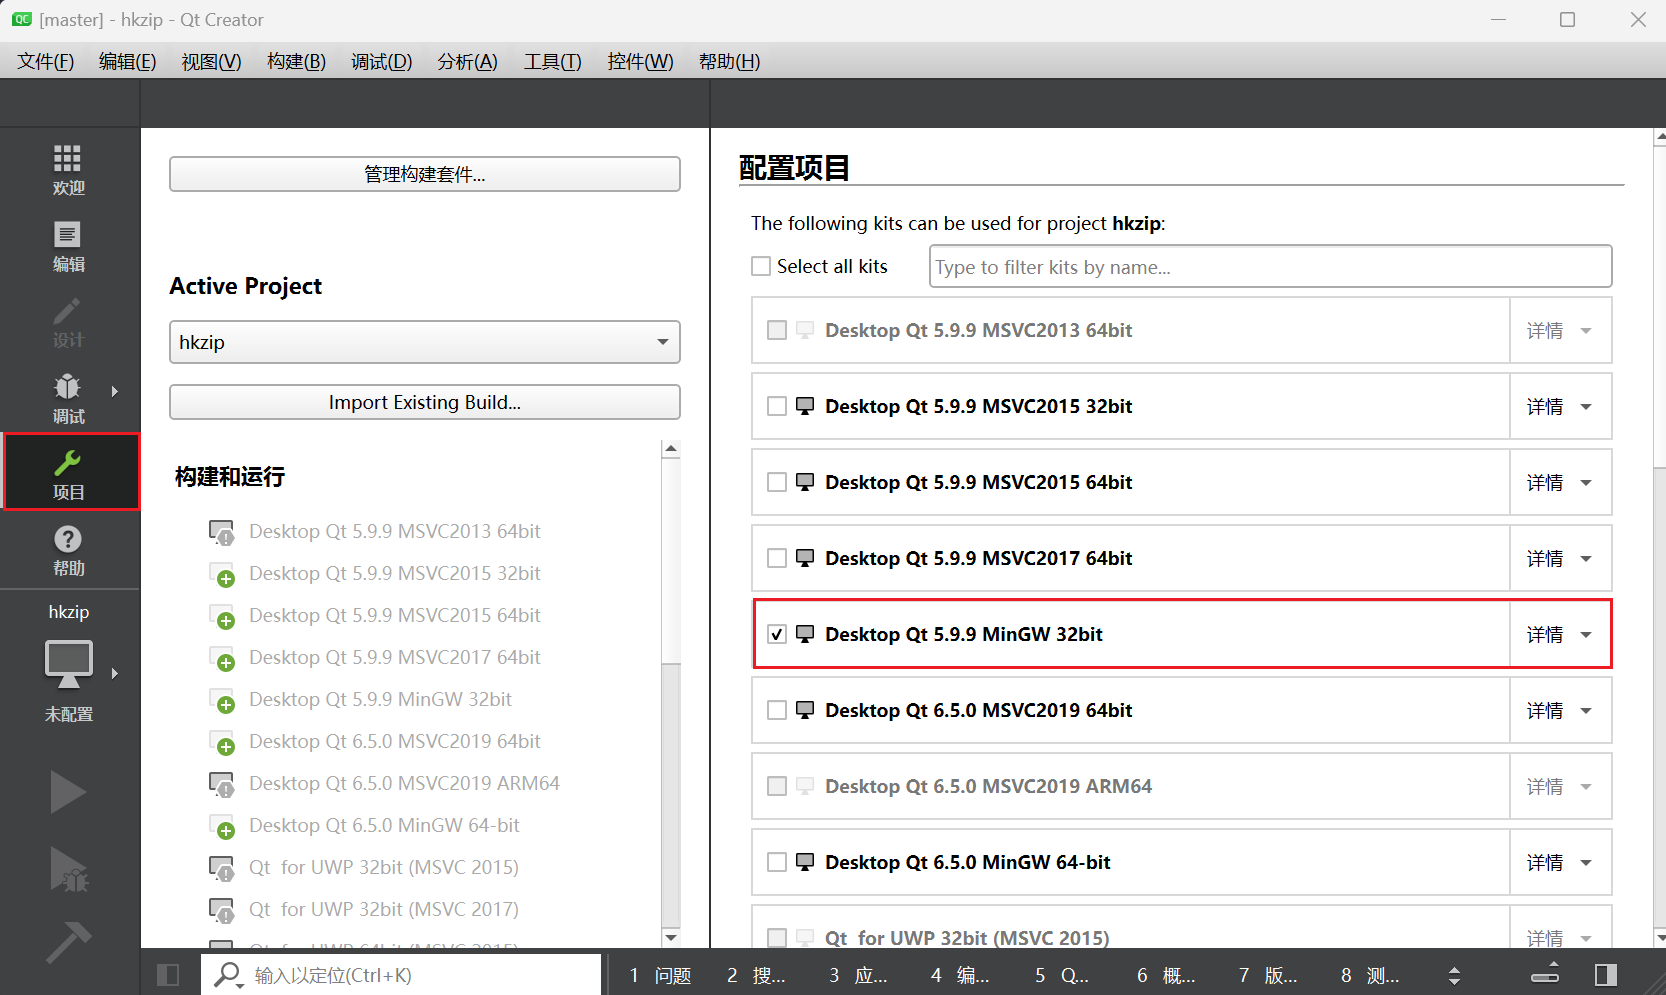 [master] - hkzip - Qt Creator
文件(F) 编辑(E) 视图(V) 构建(B) 调试(D) 分析(A) 工具(T) 控件(W) 帮助(H)
欢迎
编辑
设计
调试
项目
帮助
hkzip
未配置
管理构建套件...
Active Project
hkzip
Import Existing Build...
构建和运行
Desktop Qt 5.9.9 MSVC2013 64bit
Desktop Qt 5.9.9 MSVC2015 32bit
Desktop Qt 5.9.9 MSVC2015 64bit
Desktop Qt 5.9.9 MSVC2017 64bit
Desktop Qt 5.9.9 MinGW 32bit
Desktop Qt 6.5.0 MSVC2019 64bit
Desktop Qt 6.5.0 MSVC2019 ARM64
Desktop Qt 6.5.0 MinGW 64-bit
Qt for UWP 32bit (MSVC 2015)
Qt for UWP 32bit (MSVC 2017)
Qt for UWP 64bit (MSVC 2015)
配置项目
The following kits can be used for project hkzip:
Select all kits Type to filter kits by name...
Desktop Qt 5.9.9 MSVC2013 64bit 详情
Desktop Qt 5.9.9 MSVC2015 32bit 详情
Desktop Qt 5.9.9 MSVC2015 64bit 详情
Desktop Qt 5.9.9 MSVC2017 64bit 详情
Desktop Qt 5.9.9 MinGW 32bit 详情
Desktop Qt 6.5.0 MSVC2019 64bit 详情
Desktop Qt 6.5.0 MSVC2019 ARM64 详情
Desktop Qt 6.5.0 MinGW 64-bit 详情
Qt for UWP 32bit (MSVC 2015) 详情
输入以定位(Ctrl+K) 1 问题 2 搜... 3 应... 4 编... 5 Q... 6 概... 7 版... 8 测...